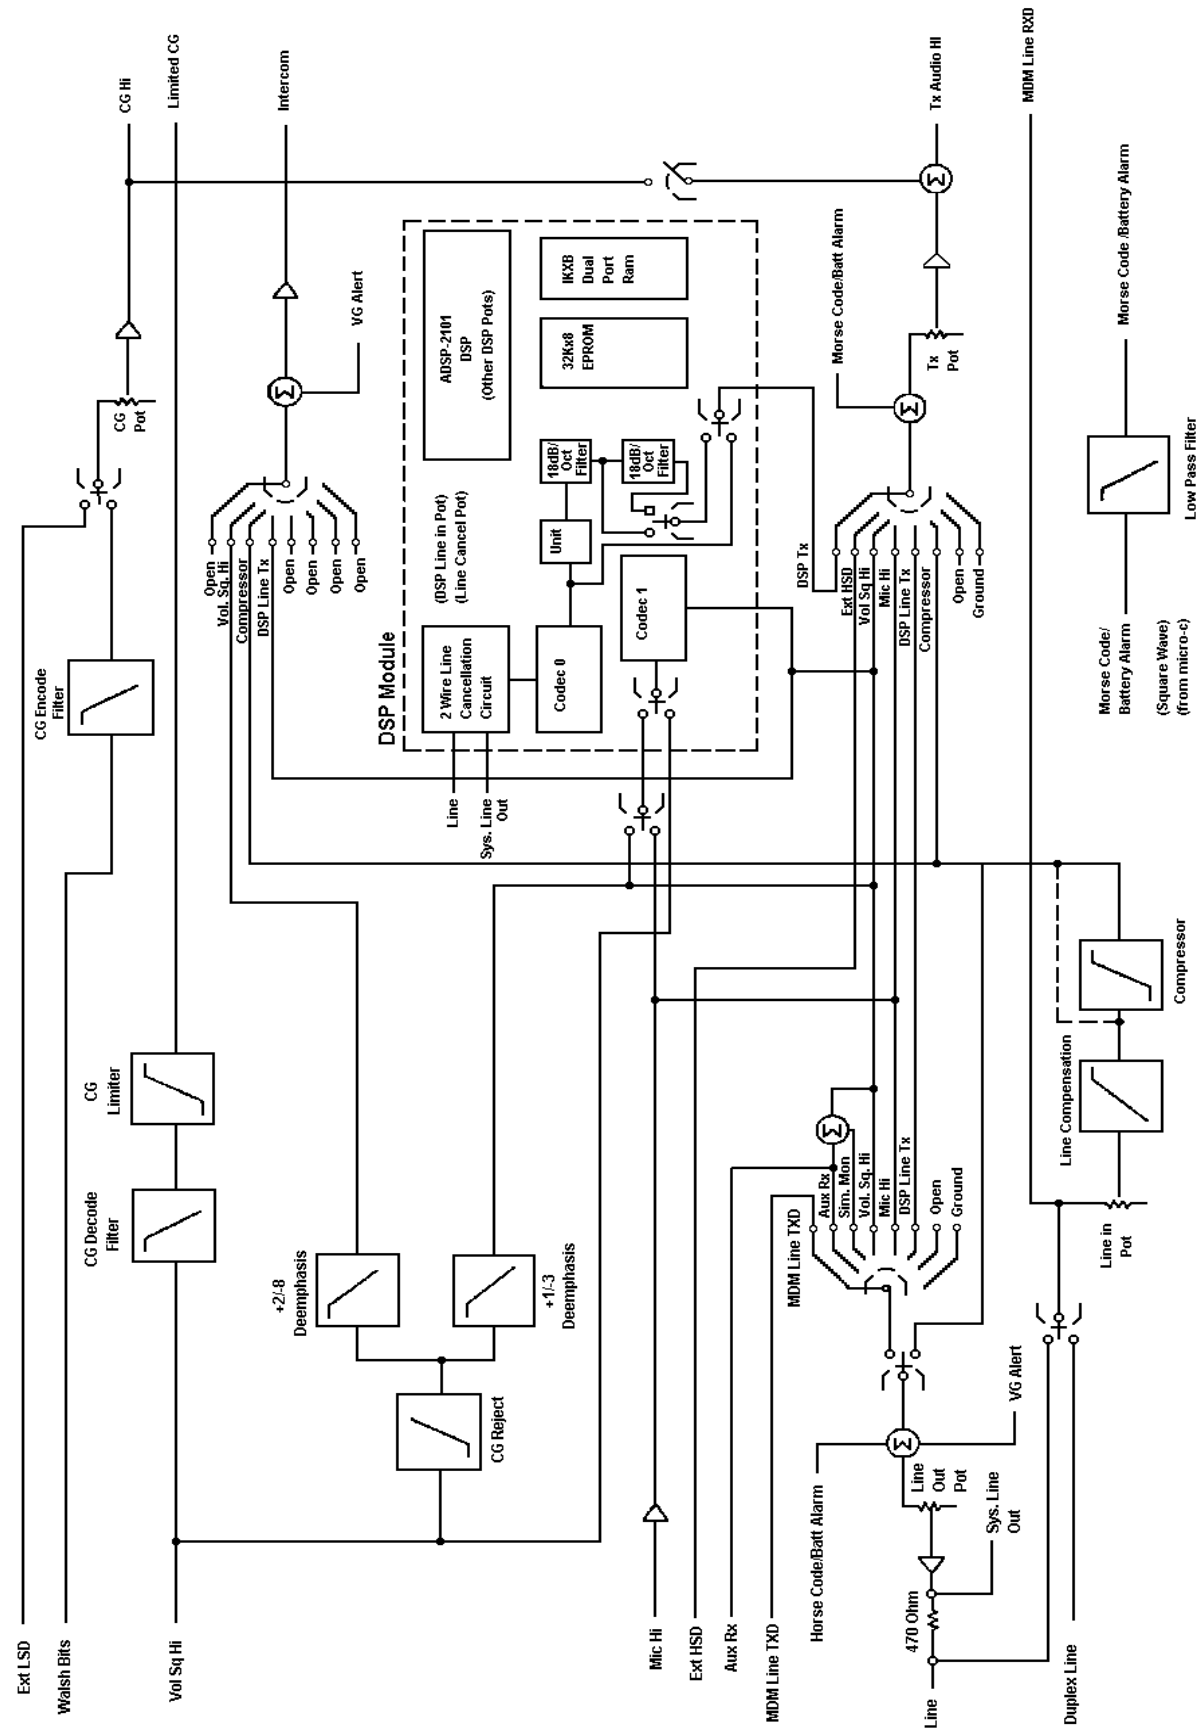 CG Hi
Limited CG
Intercom
Tx Audio HI
MDM Line RXD
CG
Pot
VG Alert
Morse Code/Batt Alarm
Tx
Pot
Morse Code /Battery Alarm
Low Pass Filter
Morse Code/
Battery Alarm
(Square Wave)
(from micro-c)
DSP Module
ADSP-2101
DSP
(Other DSP Pots)
IKXB
Dual
Port
Ram
32Kx8
EPROM
(DSP Line in Pot)
(Line Cancel Pot)
18dB/
Oct
Filter
18dB/
Oct
Filter
Unit
2 Wire Line
Cancellation
Circuit
Codec 0
Codec 1
Line
Sys. Line
Out
Open
Vol. Sq. Hi
Compressor
DSP Line Tx
Open
Open
Open
Open
DSP Tx
Ext HSD
Vol Sq Hi
Mic Hi
DSP Line Tx
Compressor
Open
Ground
CG Encode
Filter
CG
Limiter
CG Decode
Filter
+2/-8
Deemphasis
+1/-3
Deemphasis
CG Reject
Compressor
Line Compensation
Line in
Pot
MDM Line TXD
Aux Rx
Sim. Mon
Vol. Sq. Hi
Mic Hi
DSP Line Tx
Open
Ground
VG Alert
Line
Out
Pot
Sys. Line
Out
Horse Code/Batt Alarm
470 Ohm
Ext LSD
Walsh Bits
Vol Sq Hi
Mic Hi
Ext HSD
Aux Rx
MDM Line TXD
Line
Duplex Line